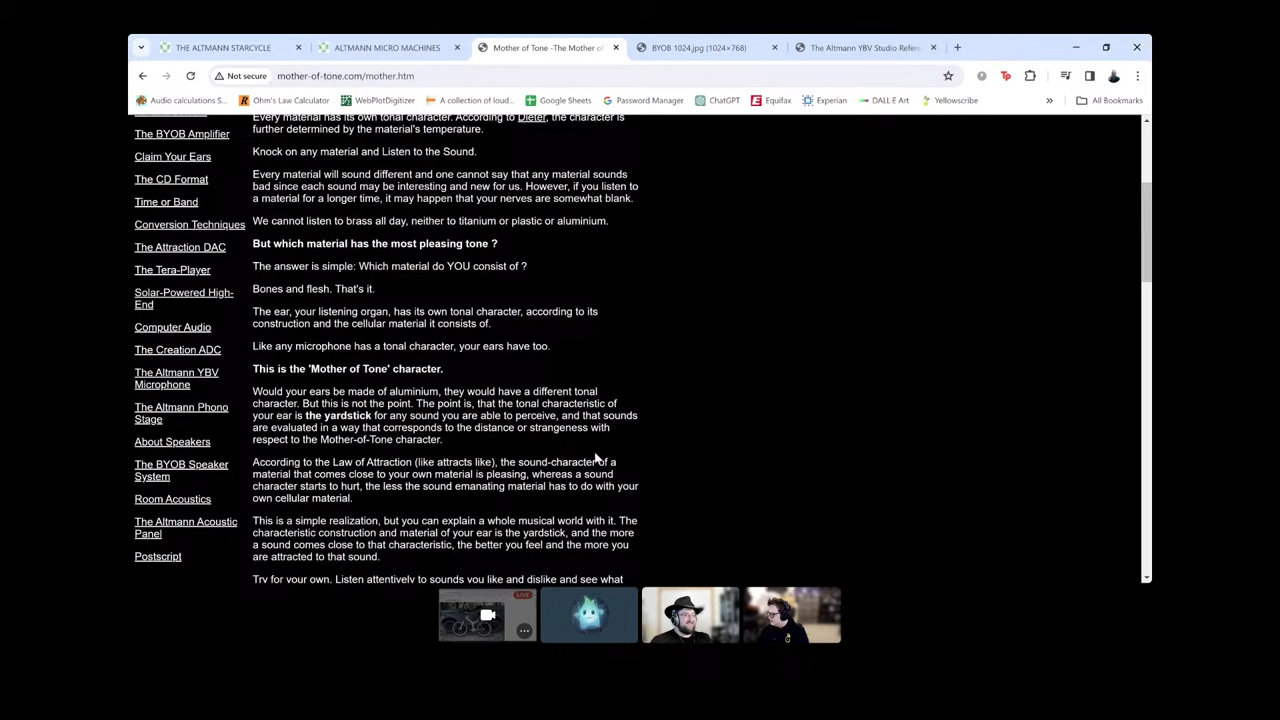 THE ALTMANN STARCYCLE
ALTMANN MICRO MACHINES
Mother of Tone -The Mother of
BYOB 1024.jpg (1024×768)
The Altmann YBV Studio Refere
Not secure
mother-of-tone.com/mother.htm
Audio calculations S...
Ohm's Law Calculator
WebPlotDigitizer
A collection of loud...
Google Sheets
Password Manager
ChatGPT
Equifax
Experian
DALL·E Art
Yellowscribe
All Bookmarks
The BYOB Amplifier
Claim Your Ears
The CD Format
Time or Band
Conversion Techniques
The Attraction DAC
The Tera-Player
Solar-Powered High-
End
Computer Audio
The Creation ADC
The Altmann YBV
Microphone
The Altmann Phono
Stage
About Speakers
The BYOB Speaker
System
Room Acoustics
The Altmann Acoustic
Panel
Postscript
Every material has its own tonal character. According to Dieter, the character is
further determined by the material's temperature.
Knock on any material and Listen to the Sound.
Every material will sound different and one cannot say that any material sounds
bad since each sound may be interesting and new for us. However, if you listen to
a material for a longer time, it may happen that your nerves are somewhat blank.
We cannot listen to brass all day, neither to titanium or plastic or aluminium.
But which material has the most pleasing tone ?
The answer is simple: Which material do YOU consist of ?
Bones and flesh. That's it.
The ear, your listening organ, has its own tonal character, according to its
construction and the cellular material it consists of.
Like any microphone has a tonal character, your ears have too.
This is the 'Mother of Tone' character.
Would your ears be made of aluminium, they would have a different tonal
character. But this is not the point. The point is, that the tonal characteristic of
your ear is the yardstick for any sound you are able to perceive, and that sounds
are evaluated in a way that corresponds to the distance or strangeness with
respect to the Mother-of-Tone character.
According to the Law of Attraction (like attracts like), the sound-character of a
material that comes close to your own material is pleasing, whereas a sound
character starts to hurt, the less the sound emanating material has to do with your
own cellular material.
This is a simple realization, but you can explain a whole musical world with it. The
characteristic construction and material of your ear is the yardstick, and the more
a sound comes close to that characteristic, the better you feel and the more you
are attracted to that sound.
Try for your own. Listen attentively to sounds you like and dislike and see what
LIVE